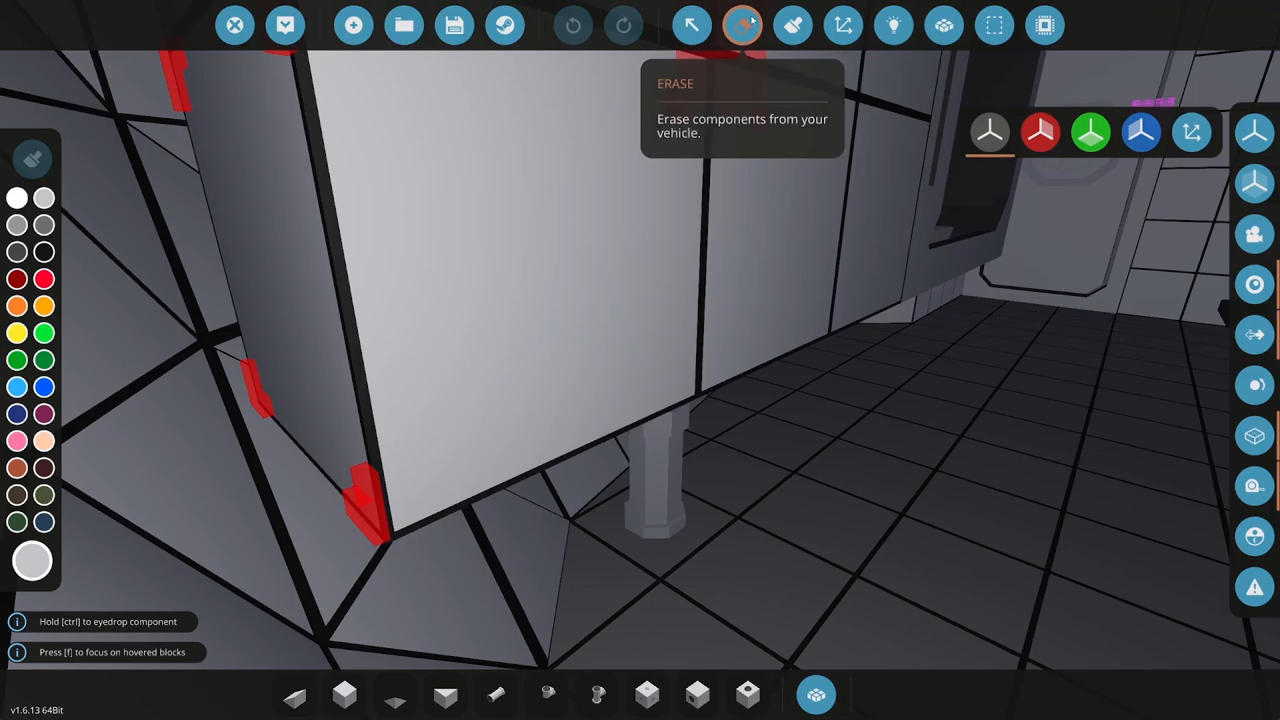 ERASE
Erase components from your
vehicle.
Hold [ctrl] to eyedrop component
Press [f] to focus on hovered blocks
v1.6.13 64Bit